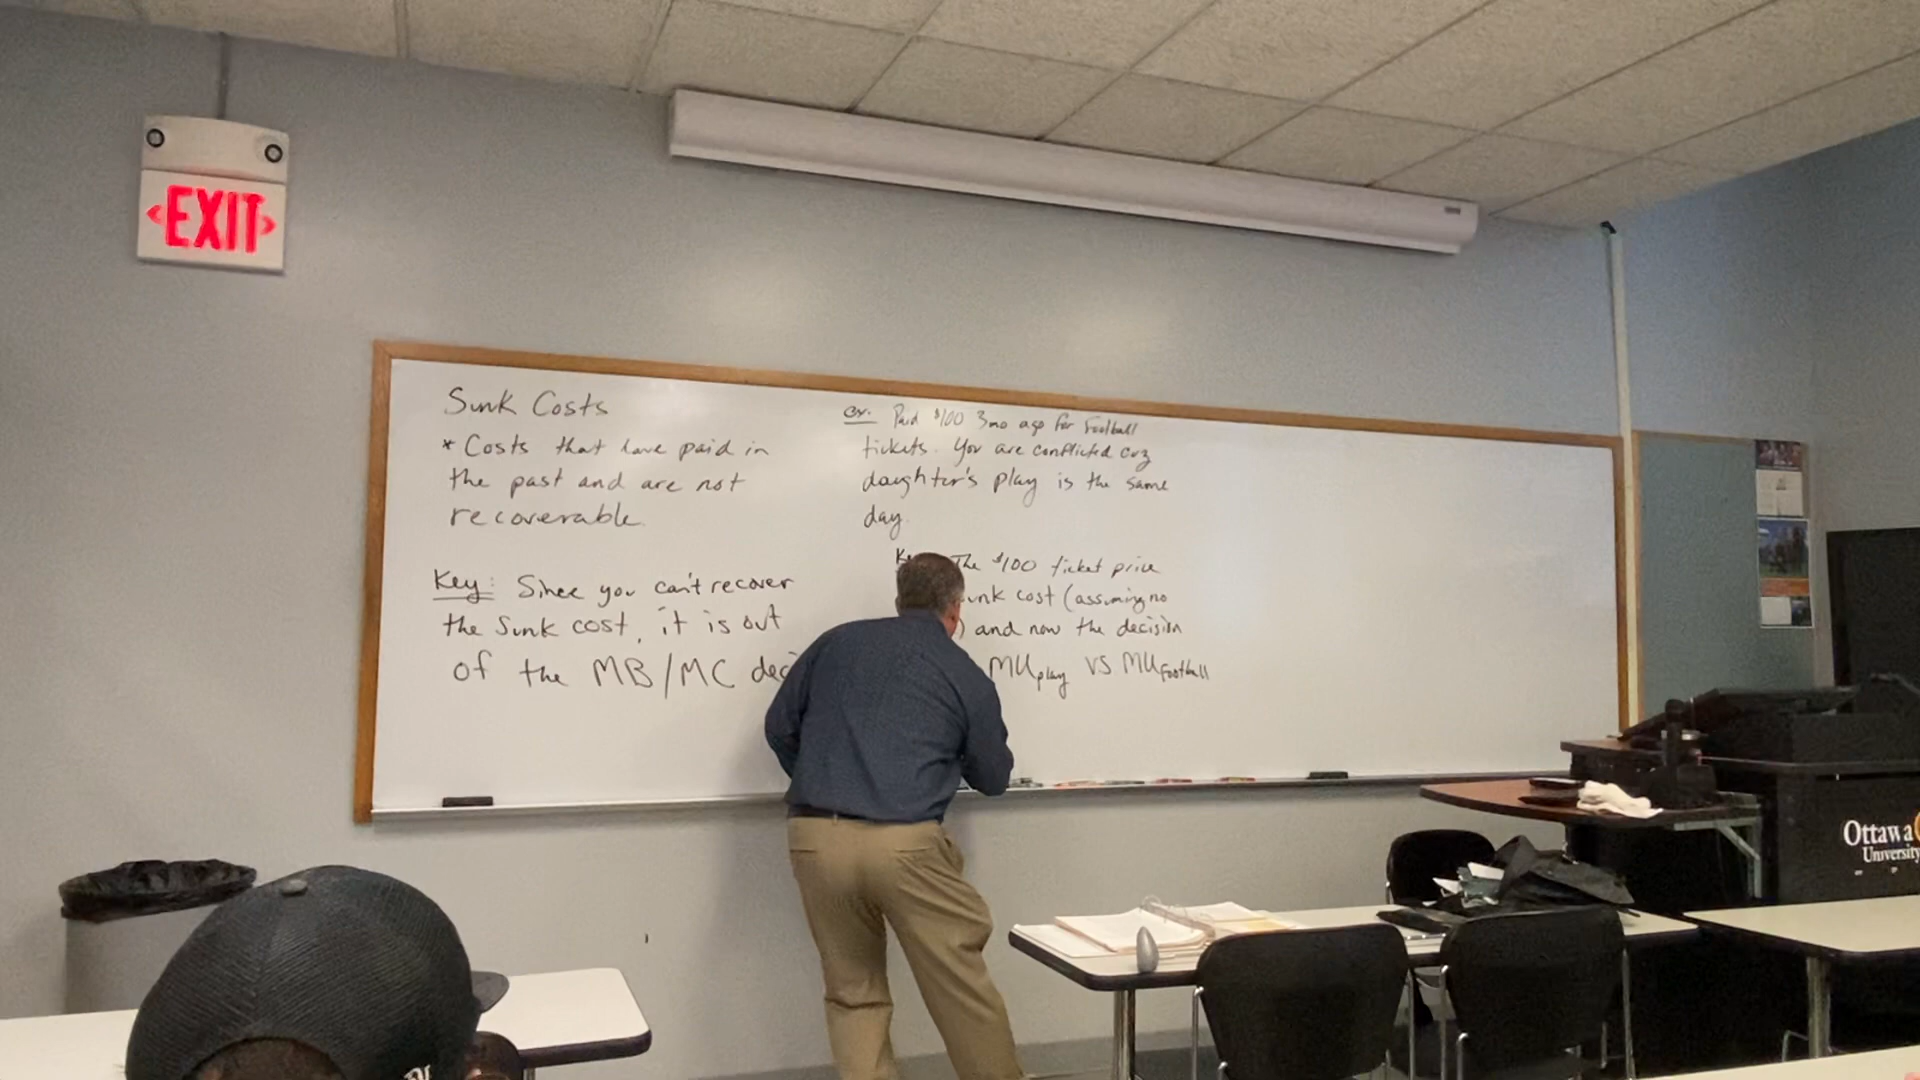 EXIT
Sunk Costs
* Costs that have paid in
the past and are not
recoverable.
Key: Since you can't recover
the sunk cost, it is out
of the MB/MC
ex. Paid $100 3mo ago for Football
tickets. You are conflicted cuz
daughter's play is the same
day.
The $100 ticket price
cost (assuming no
) and now the decision
MUplay vs MUFootball
Ottawa
University